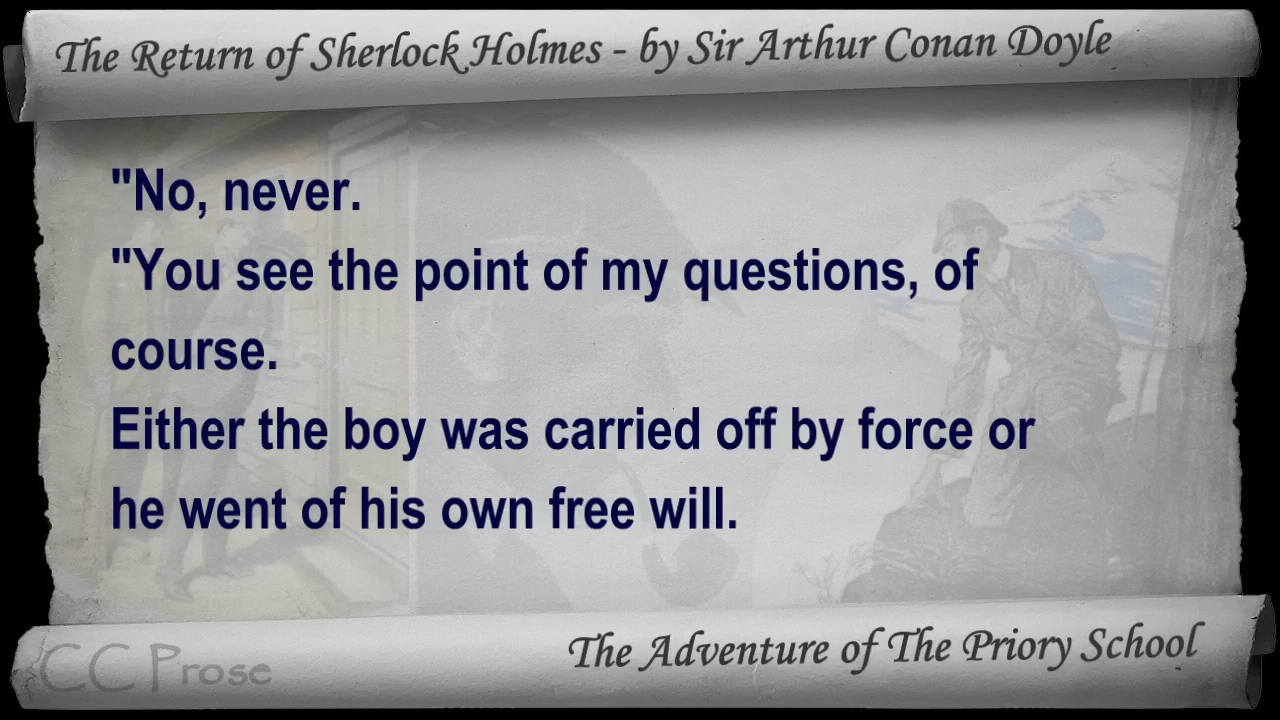 The Return of Sherlock Holmes - by Sir Arthur Conan Doyle
"No, never.
"You see the point of my questions, of
course.
Either the boy was carried off by force or
he went of his own free will.
The Adventure of The Priory School
CC Prose